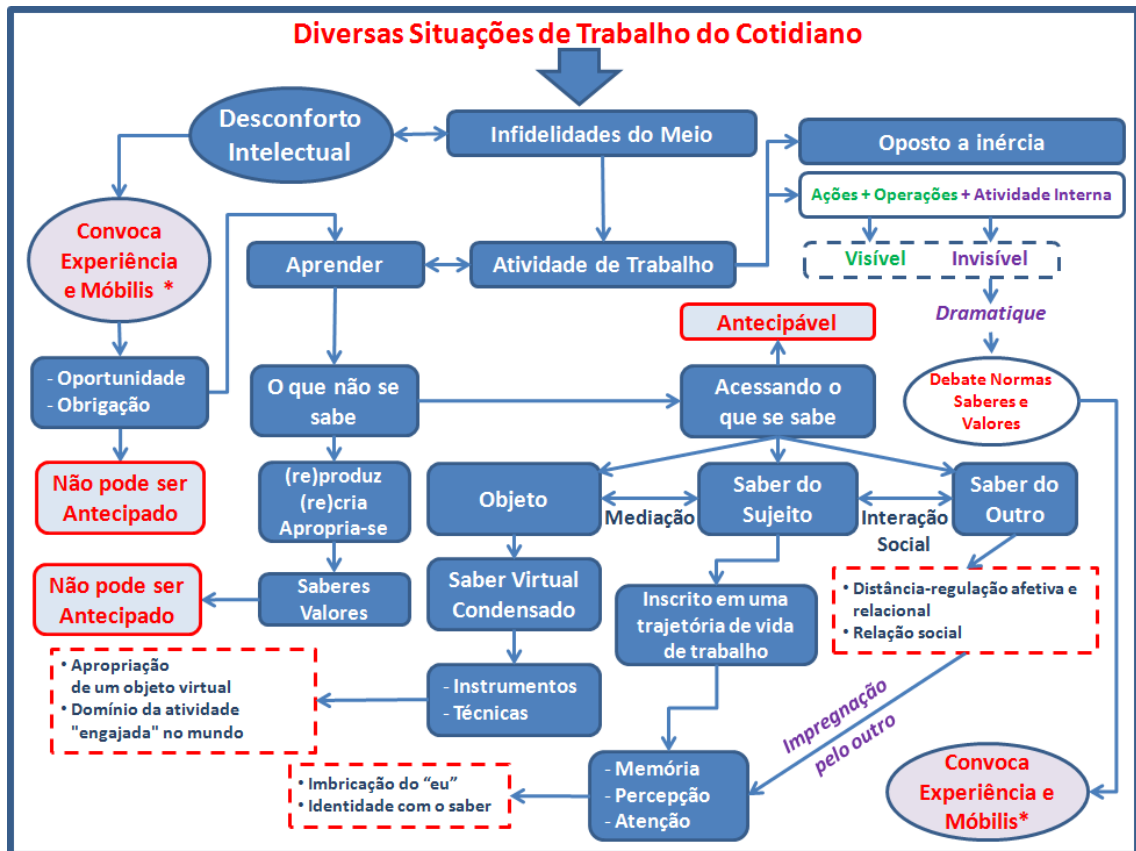 Diversas Situações de Trabalho do Cotidiano
Desconforto
Intelectual
Infidelidades do Meio
Oposto a inércia
Ações + Operações + Atividade Interna
Visível
Invisível
Convoca
Experiência
e Móbilis *
Aprender
Atividade de Trabalho
Dramatique
Antecipável
- Oportunidade
- Obrigação
O que não se
sabe
Acessando o
que se sabe
Debate Normas
Saberes e
Valores
Não pode ser
Antecipado
(re)produz
(re)cria
Apropria-se
Objeto
Mediação
Saber do
Sujeito
Interação
Social
Saber do
Outro
Não pode ser
Antecipado
Saberes
Valores
Saber Virtual
Condensado
Inscrito em uma
trajetória de vida
de trabalho
• Distância-regulação afetiva e
relacional
• Relação social
• Apropriação
de um objeto virtual
• Domínio da atividade
"engajada" no mundo
- Instrumentos
- Técnicas
Impregnação
pelo outro
• Imbricação do “eu”
• Identidade com o saber
- Memória
- Percepção
- Atenção
Convoca
Experiência e
Móbilis*